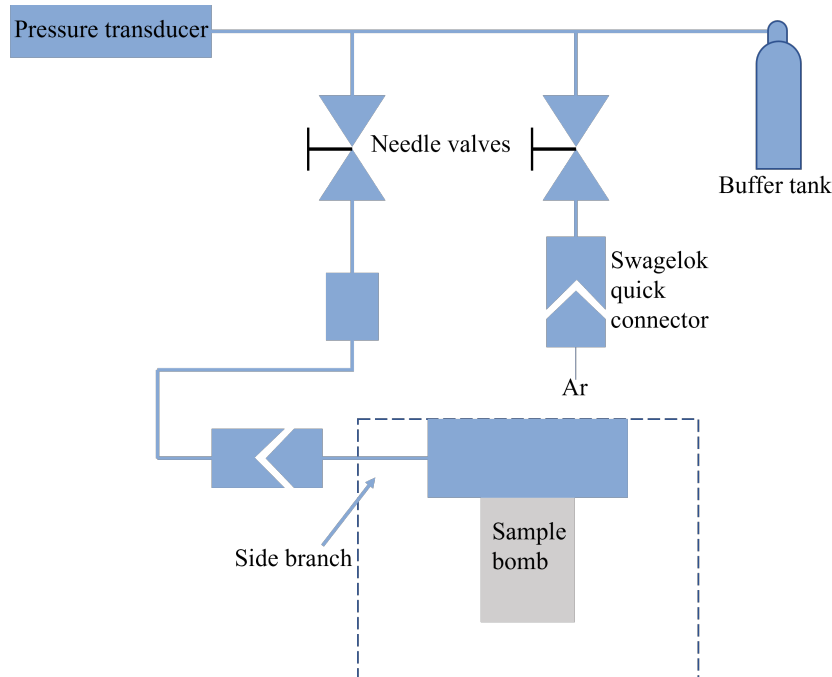 Pressure transducer
Needle valves
Buffer tank
Swagelok
quick
connector
Ar
Sample
bomb
Side branch